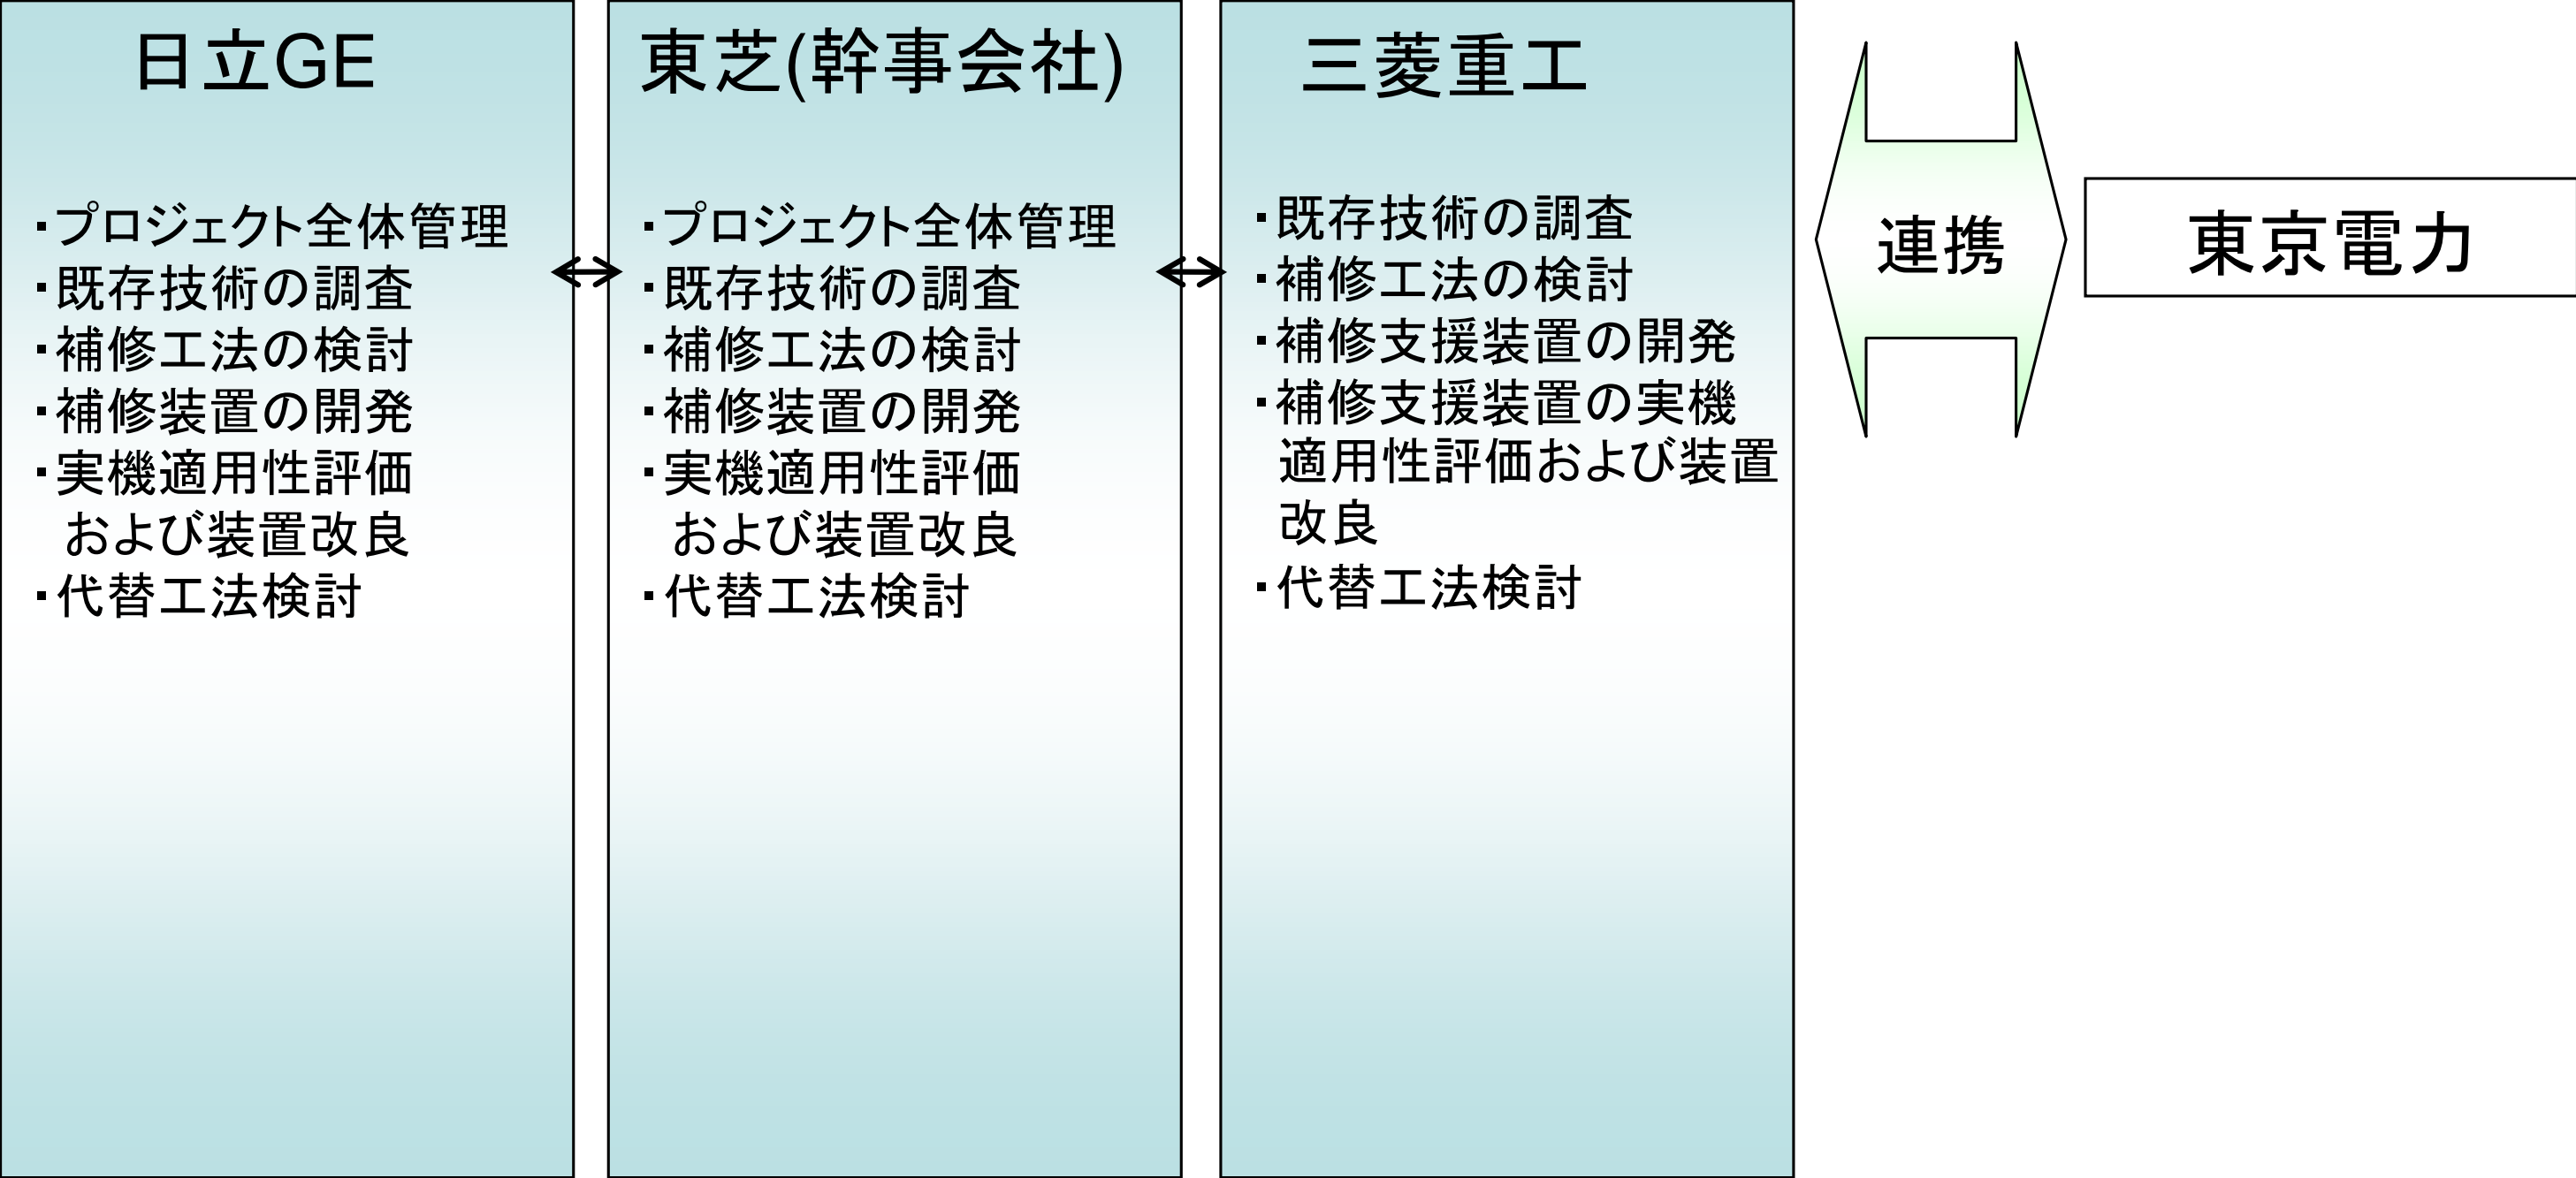 日立GE
・プロジェクト全体管理
・既存技術の調査
・補修工法の検討
・補修装置の開発
・実機適用性評価
および装置改良
・代替工法検討
東芝(幹事会社)
・プロジェクト全体管理
・既存技術の調査
・補修工法の検討
・補修装置の開発
・実機適用性評価
および装置改良
・代替工法検討
三菱重工
・既存技術の調査
・補修工法の検討
・補修支援装置の開発
・補修支援装置の実機
適用性評価および装置
改良
・代替工法検討
連携
東京電力